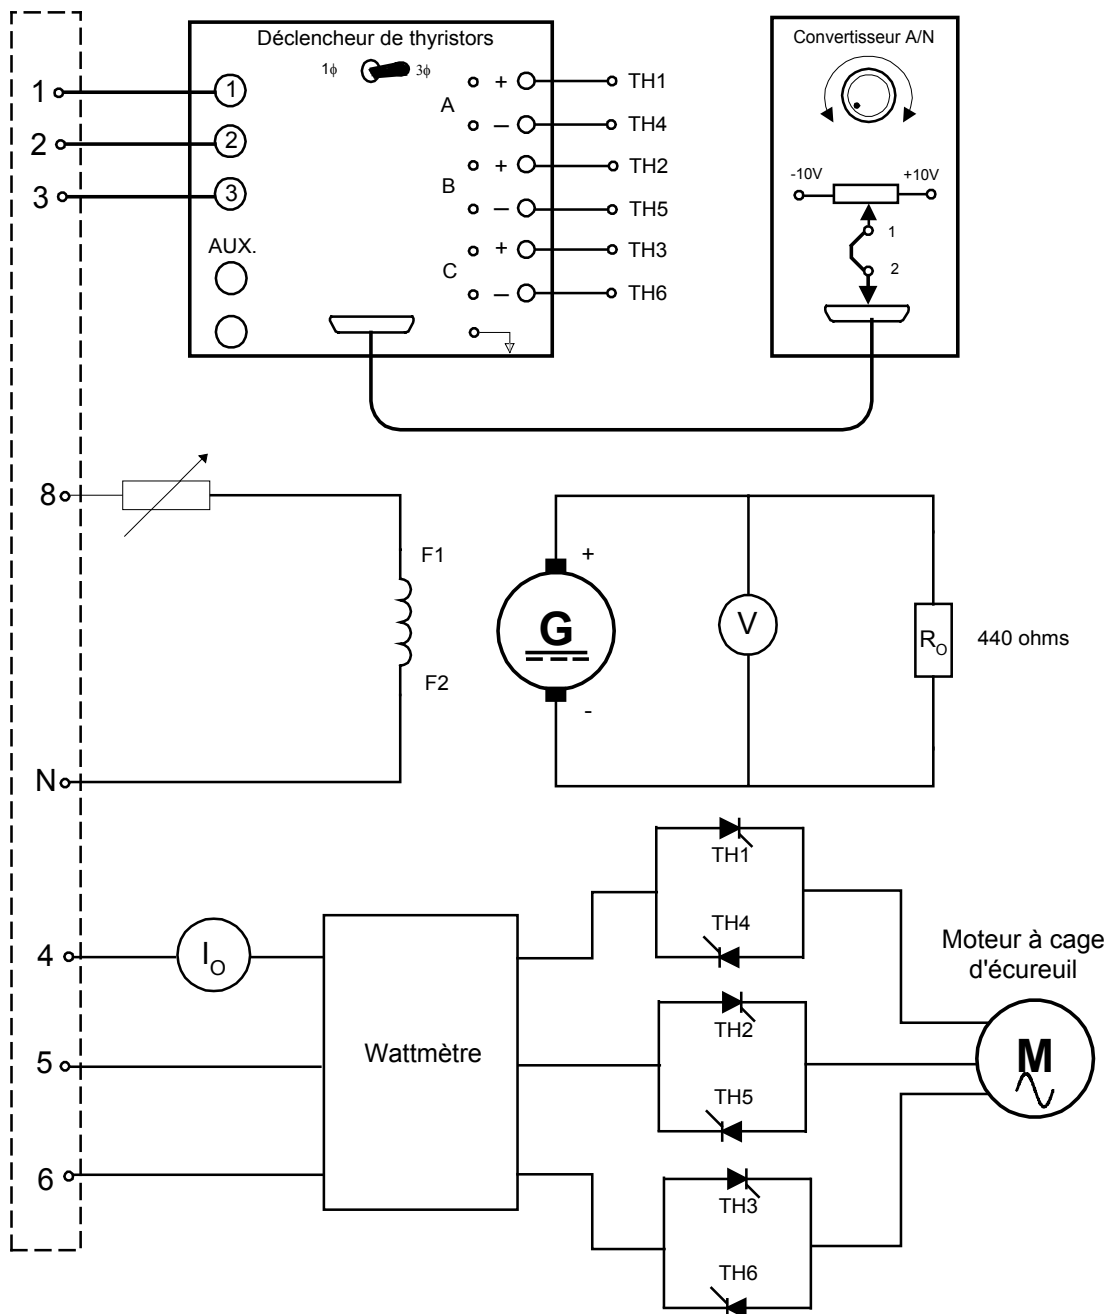 Déclencheur de thyristors
1ϕ 3ϕ
1 1
2 2
3 3
AUX.
A + TH1
– TH4
B + TH2
– TH5
C + TH3
– TH6
Convertisseur A/N
-10V +10V
1
2
8
F1
F2
N
+
G
-
V
RO 440 ohms
4 IO
5
6
Wattmètre
TH1
TH4
TH2
TH5
TH3
TH6
Moteur à cage
d'écureuil
M